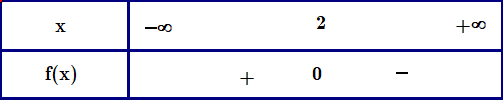 x −∞ 2 +∞
f(x) + 0 −